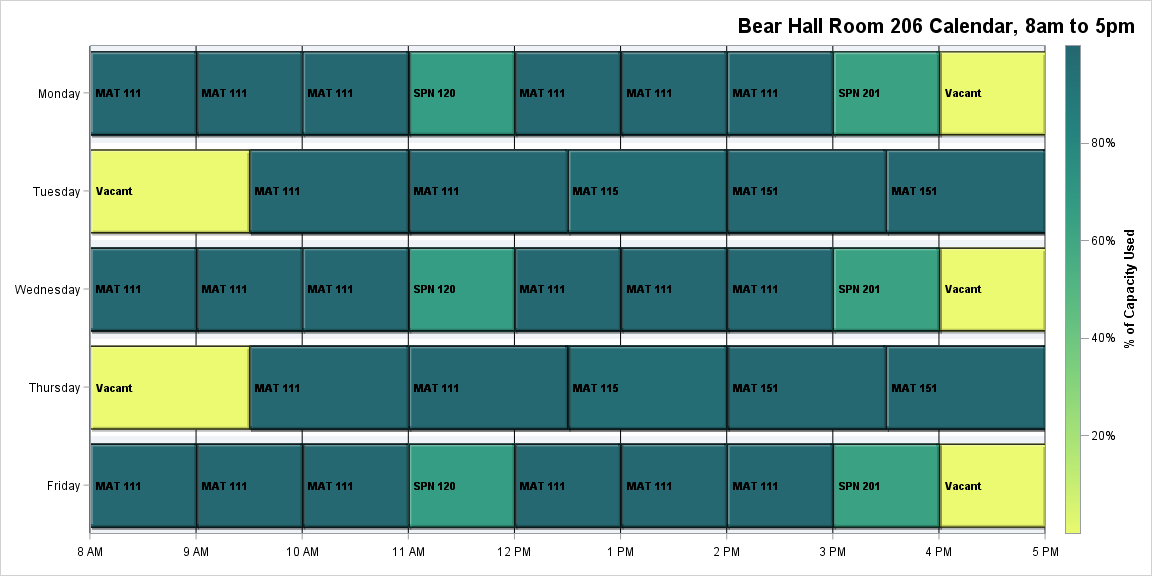 Bear Hall Room 206 Calendar, 8am to 5pm
Monday MAT 111 MAT 111 MAT 111 SPN 120 MAT 111 MAT 111 MAT 111 SPN 201 Vacant
Tuesday Vacant MAT 111 MAT 111 MAT 115 MAT 151 MAT 151
Wednesday MAT 111 MAT 111 MAT 111 SPN 120 MAT 111 MAT 111 MAT 111 SPN 201 Vacant
Thursday Vacant MAT 111 MAT 111 MAT 115 MAT 151 MAT 151
Friday MAT 111 MAT 111 MAT 111 SPN 120 MAT 111 MAT 111 MAT 111 SPN 201 Vacant
8 AM 9 AM 10 AM 11 AM 12 PM 1 PM 2 PM 3 PM 4 PM 5 PM
80%
60%
40%
20%
% of Capacity Used